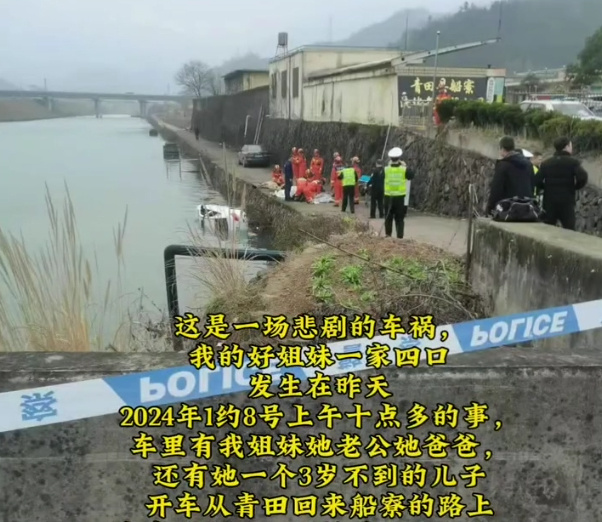 青田船寮
POLICE
警察
POLICE
这是一场悲剧的车祸,
我的好姐妹一家四口
发生在昨天
2024年1约8号上午十点多的事,
车里有我姐妹她老公她爸爸,
还有她一个3岁不到的儿子
开车从青田回来船寮的路上